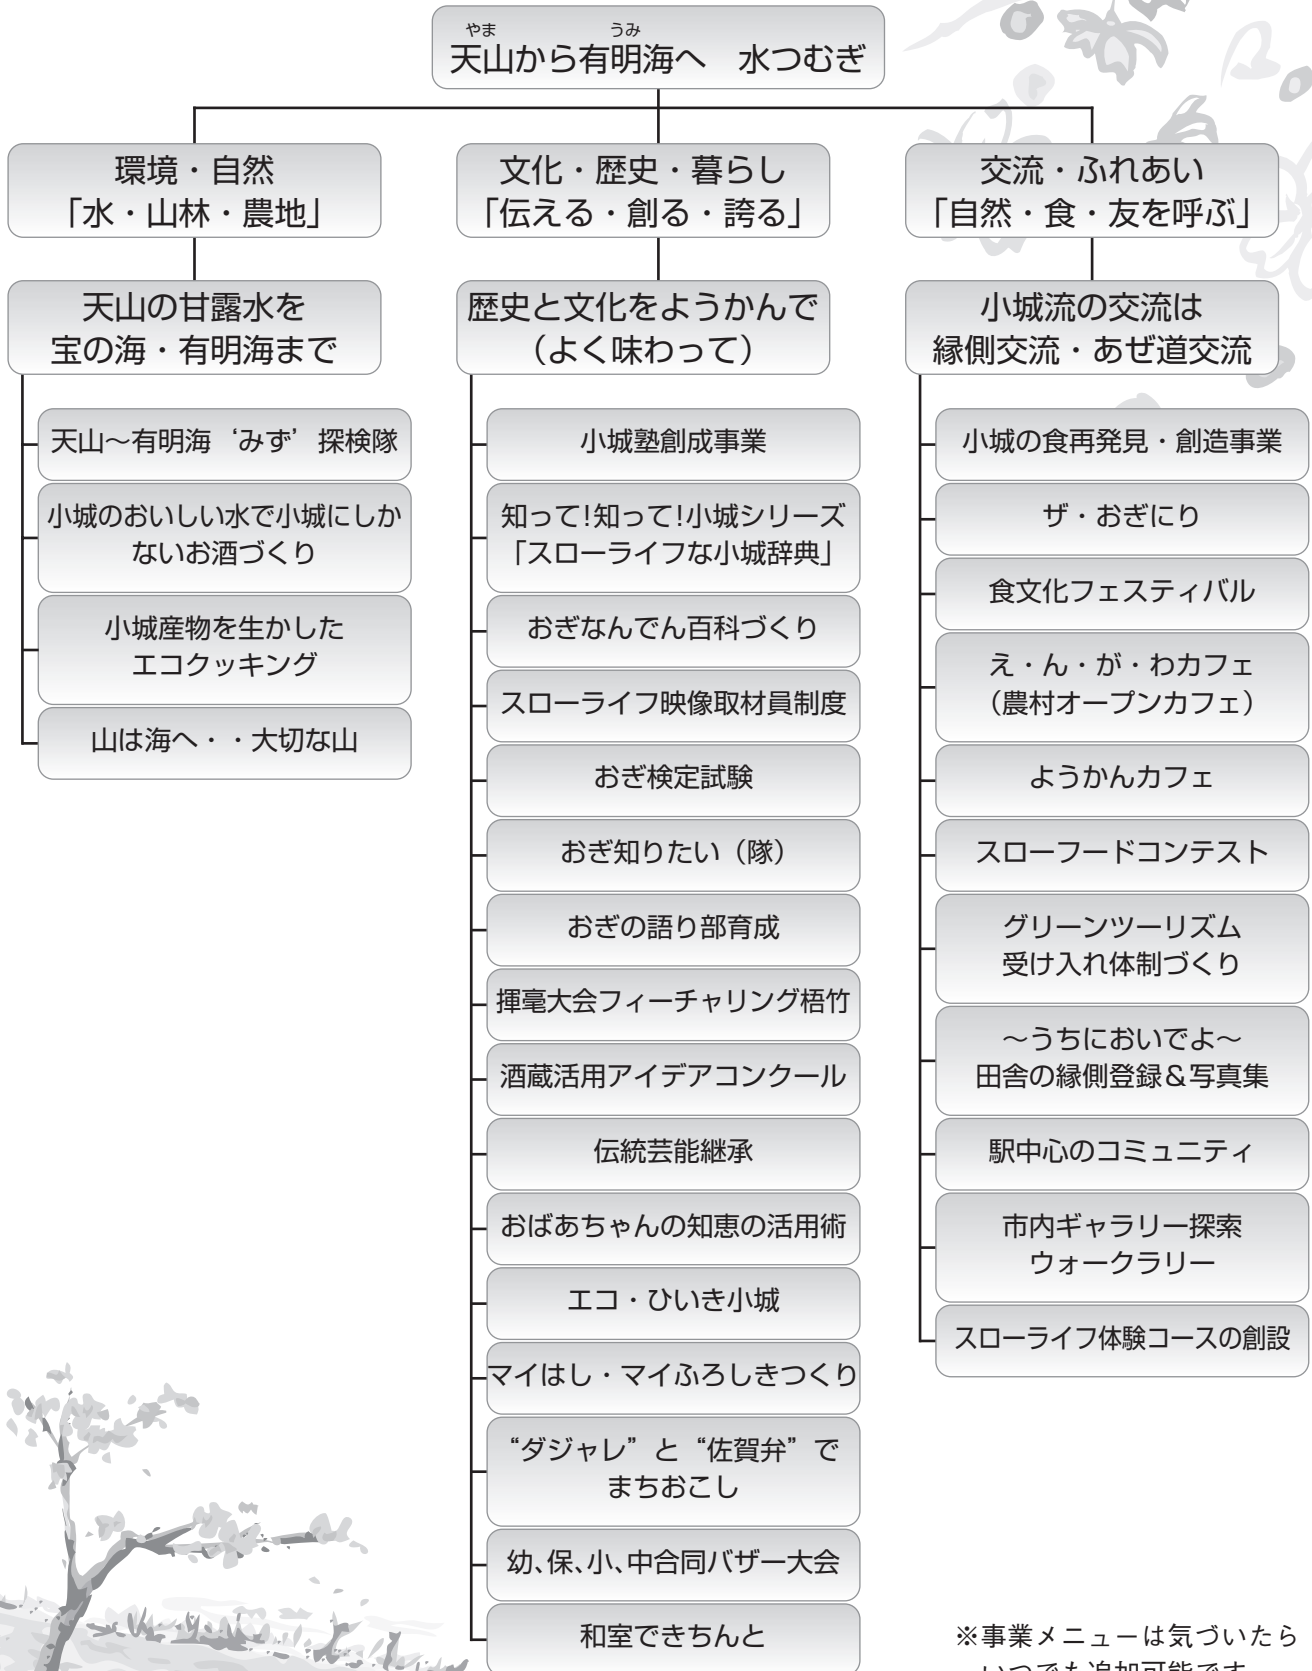 やま　うみ
天山から有明海へ　水つむぎ
環境・自然
「水・山林・農地」
天山の甘露水を
宝の海・有明海まで
天山～有明海‘みず’探検隊
小城のおいしい水で小城にしか
ないお酒づくり
小城産物を生かした
エコクッキング
山は海へ・・大切な山
文化・歴史・暮らし
「伝える・創る・誇る」
歴史と文化をようかんで
（よく味わって）
小城塾創成事業
知って!知って!小城シリーズ
「スローライフな小城辞典」
おぎなんでん百科づくり
スローライフ映像取材員制度
おぎ検定試験
おぎ知りたい（隊）
おぎの語り部育成
揮毫大会フィーチャリング梧竹
酒蔵活用アイデアコンクール
伝統芸能継承
おばあちゃんの知恵の活用術
エコ・ひいき小城
マイはし・マイふろしきつくり
“ダジャレ”と“佐賀弁”で
まちおこし
幼、保、小、中合同バザー大会
和室できちんと
交流・ふれあい
「自然・食・友を呼ぶ」
小城流の交流は
縁側交流・あぜ道交流
小城の食再発見・創造事業
ザ・おぎにり
食文化フェスティバル
え・ん・が・わカフェ
（農村オープンカフェ）
ようかんカフェ
スローフードコンテスト
グリーンツーリズム
受け入れ体制づくり
～うちにおいでよ～
田舎の縁側登録＆写真集
駅中心のコミュニティ
市内ギャラリー探索
ウォークラリー
スローライフ体験コースの創設
※事業メニューは気づいたら
いつでも追加可能です